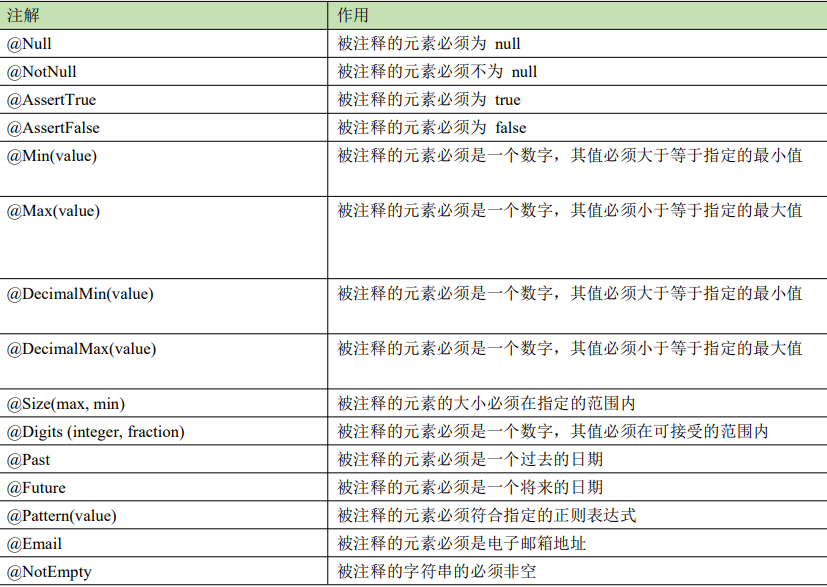 注解 作用
@Null 被注释的元素必须为 null
@NotNull 被注释的元素必须不为 null
@AssertTrue 被注释的元素必须为 true
@AssertFalse 被注释的元素必须为 false
@Min(value) 被注释的元素必须是一个数字，其值必须大于等于指定的最小值
@Max(value) 被注释的元素必须是一个数字，其值必须小于等于指定的最大值
@DecimalMin(value) 被注释的元素必须是一个数字，其值必须大于等于指定的最小值
@DecimalMax(value) 被注释的元素必须是一个数字，其值必须小于等于指定的最大值
@Size(max, min) 被注释的元素的大小必须在指定的范围内
@Digits (integer, fraction) 被注释的元素必须是一个数字，其值必须在可接受的范围内
@Past 被注释的元素必须是一个过去的日期
@Future 被注释的元素必须是一个将来的日期
@Pattern(value) 被注释的元素必须符合指定的正则表达式
@Email 被注释的元素必须是电子邮箱地址
@NotEmpty 被注释的字符串的必须非空